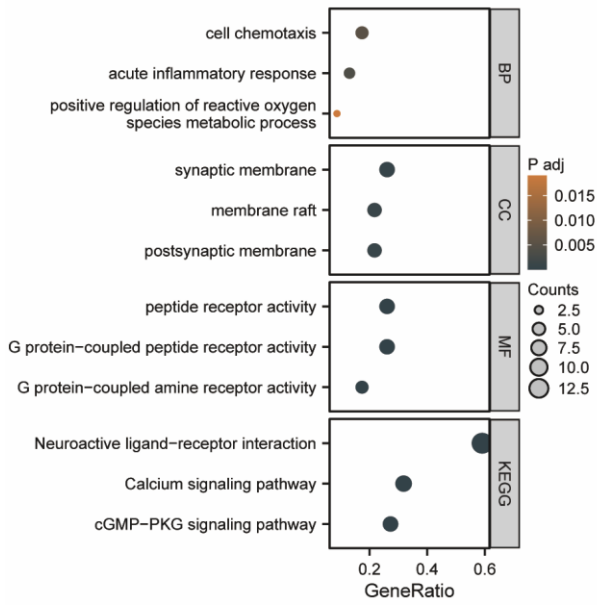 cell chemotaxis
acute inflammatory response
positive regulation of reactive oxygen
species metabolic process
BP
synaptic membrane
membrane raft
postsynaptic membrane
CC
peptide receptor activity
G protein−coupled peptide receptor activity
G protein−coupled amine receptor activity
MF
Neuroactive ligand−receptor interaction
Calcium signaling pathway
cGMP−PKG signaling pathway
KEGG
0.2 0.4 0.6
GeneRatio
P adj
0.015
0.010
0.005
Counts
2.5
5.0
7.5
10.0
12.5